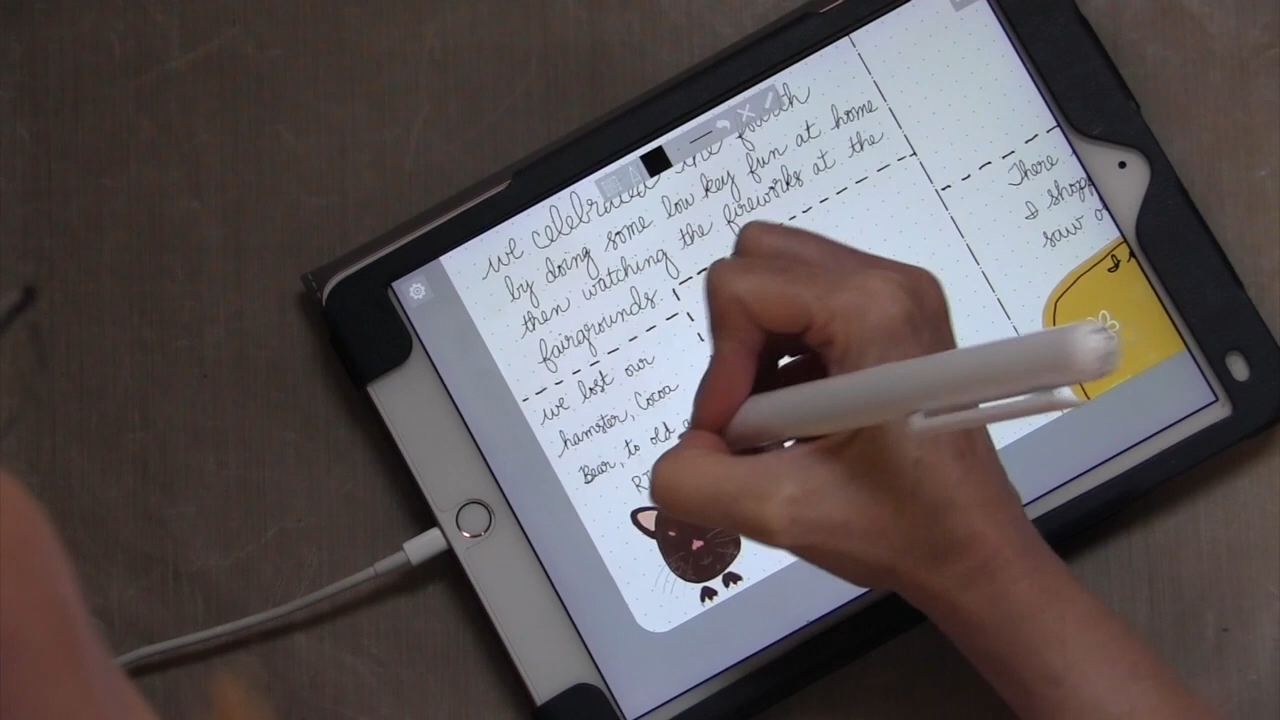 we celebrated the fourth
by doing some low key fun at home
then watching the fireworks at the
fairgrounds.
we lost our
hamster, Cocoa
Bear, to old
There
I
saw